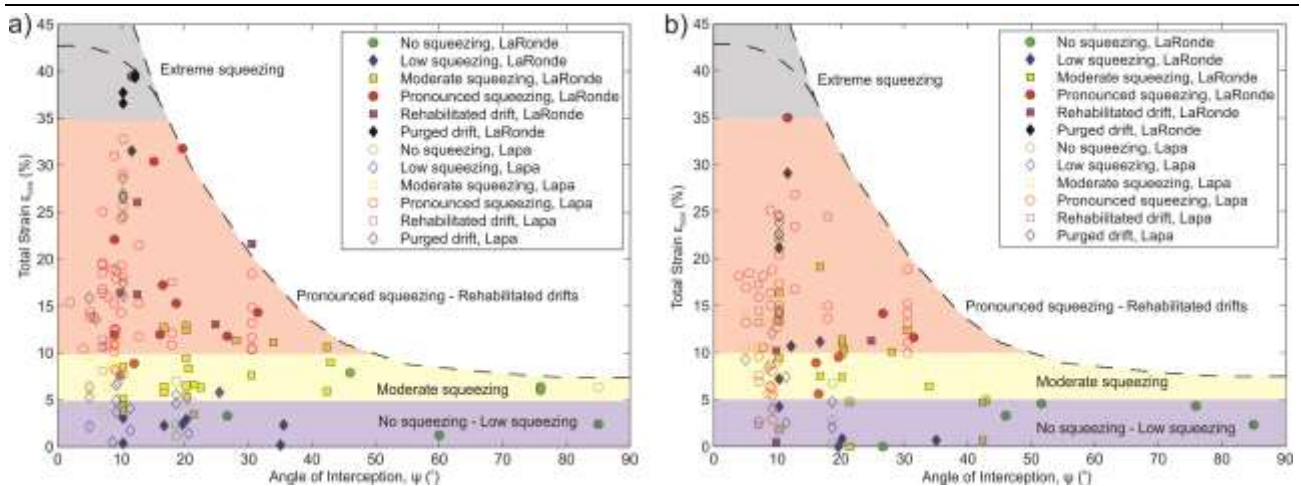 a)
Total Strain ε (%)
45
40
35
30
25
20
15
10
5
0
Extreme squeezing
No squeezing, LaRonde
Low squeezing, LaRonde
Moderate squeezing, LaRonde
Pronounced squeezing, LaRonde
Rehabilitated drift, LaRonde
Purged drift, LaRonde
No squeezing, Lapa
Low squeezing, Lapa
Moderate squeezing, Lapa
Pronounced squeezing, Lapa
Rehabilitated drift, Lapa
Purged drift, Lapa
Pronounced squeezing - Rehabilitated drifts
Moderate squeezing
No squeezing - Low squeezing
0 10 20 30 40 50 60 70 80 90
Angle of Interception, ψ (°)
b)
Total Strain ε (%)
45
40
35
30
25
20
15
10
5
0
Extreme squeezing
No squeezing, LaRonde
Low squeezing, LaRonde
Moderate squeezing, LaRonde
Pronounced squeezing, LaRonde
Rehabilitated drift, LaRonde
Purged drift, LaRonde
No squeezing, Lapa
Low squeezing, Lapa
Moderate squeezing, Lapa
Pronounced squeezing, Lapa
Rehabilitated drift, Lapa
Purged drift, Lapa
Pronounced squeezing - Rehabilitated drifts
Moderate squeezing
No squeezing - Low squeezing
0 10 20 30 40 50 60 70 80 90
Angle of Interception, ψ (°)